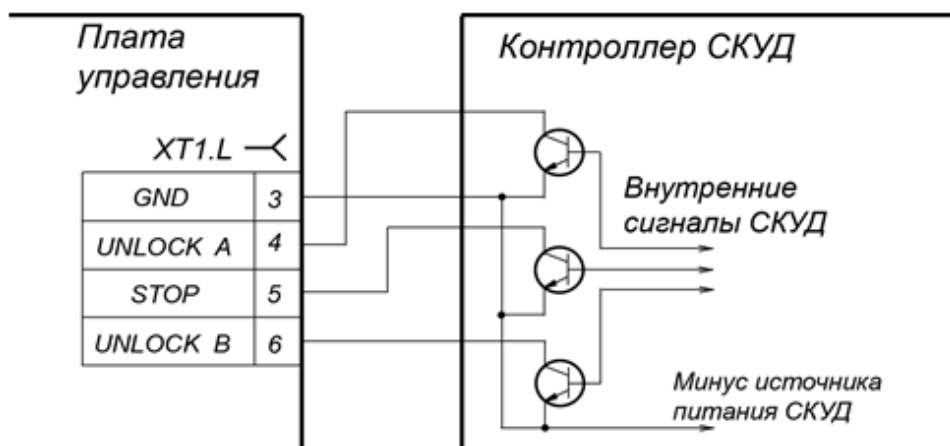 Плата
управления
Контроллер СКУД
XT1.L
GND 3
UNLOCK A 4
STOP 5
UNLOCK B 6
Внутренние
сигналы СКУД
Минус источника
питания СКУД